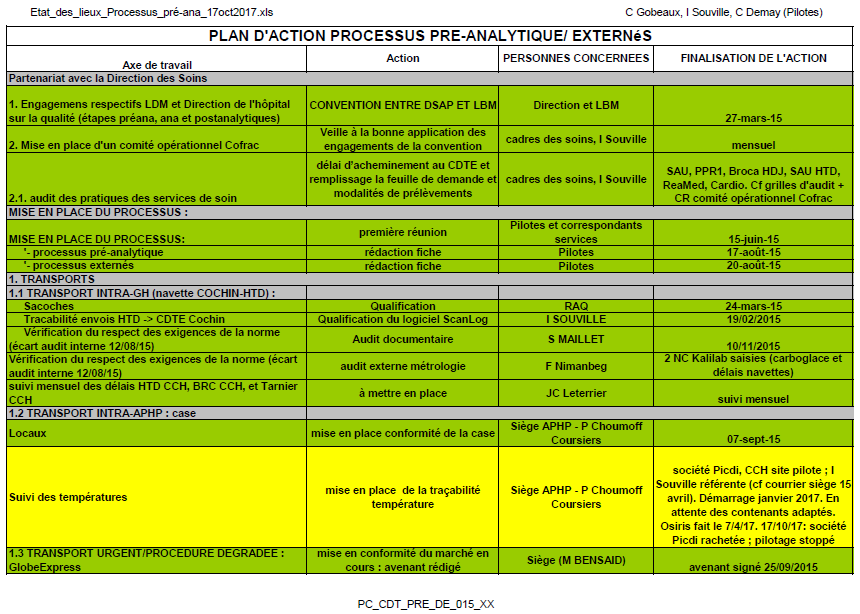 Etat_des_lieux_Processus_pré-ana_17oct2017.xls
C Gobeaux, I Souville, C Demay (Pilotes)
PLAN D'ACTION PROCESSUS PRE-ANALYTIQUE/ EXTERNéS
Axe de travail
Action
PERSONNES CONCERNEES
FINALISATION DE L'ACTION
Partenariat avec la Direction des Soins
1. Engagemens respectifs LDM et Direction de l'hôpital
sur la qualité (étapes préana, ana et postanalytiques)
CONVENTION ENTRE DSAP ET LBM
Direction et LBM
27-mars-15
2. Mise en place d'un comité opérationnel Cofrac
Veille à la bonne application des
engagements de la convention
cadres des soins, I Souville
mensuel
2.1. audit des pratiques des services de soin
délai d'acheminement au CDTE et
remplissage la feuille de demande et
modalités de prélèvements
cadres des soins, I Souville
SAU, PPR1, Broca HDJ, SAU HTD,
ReaMed, Cardio. Cf grilles d'audit +
CR comité opérationnel Cofrac
MISE EN PLACE DU PROCESSUS :
MISE EN PLACE DU PROCESSUS:
première réunion
Pilotes et correspondants
services
15-juin-15
'- processus pré-analytique
rédaction fiche
Pilotes
17-août-15
'- processus externés
rédaction fiche
Pilotes
20-août-15
1. TRANSPORTS
1.1 TRANSPORT INTRA-GH (navette COCHIN-HTD) :
Sacoches
Qualification
RAQ
24-mars-15
Tracabilité envois HTD -> CDTE Cochin
Qualification du logiciel ScanLog
I SOUVILLE
19/02/2015
Vérification du respect des exigences de la norme
(écart audit interne 12/08/15)
Audit documentaire
S MAILLET
10/11/2015
Vérification du respect des exigences de la norme (écart
audit interne 12/08/15)
audit externe métrologie
F Nimanbeg
2 NC Kalilab saisies (carboglace et
délais navettes)
suivi mensuel des délais HTD CCH, BRC CCH, et Tarnier
CCH
à mettre en place
JC Leterrier
suivi mensuel
1.2 TRANSPORT INTRA-APHP : case
Locaux
mise en place conformité de la case
Siège APHP - P Choumoff
Coursiers
07-sept-15
Suivi des températures
mise en place de la traçabilité
température
Siège APHP - P Choumoff
Coursiers
société Picdi, CCH site pilote ; I
Souville référente (cf courrier siège 15
avril). Démarrage janvier 2017. En
attente des contenants adaptés.
Osiris fait le 7/4/17. 17/10/17: société
Picdi rachetée ; pilotage stoppé
1.3 TRANSPORT URGENT/PROCEDURE DEGRADEE :
GlobeExpress
mise en conformité du marché en
cours : avenant rédigé
Siège (M BENSAID)
avenant signé 25/09/2015
PC_CDT_PRE_DE_015_XX